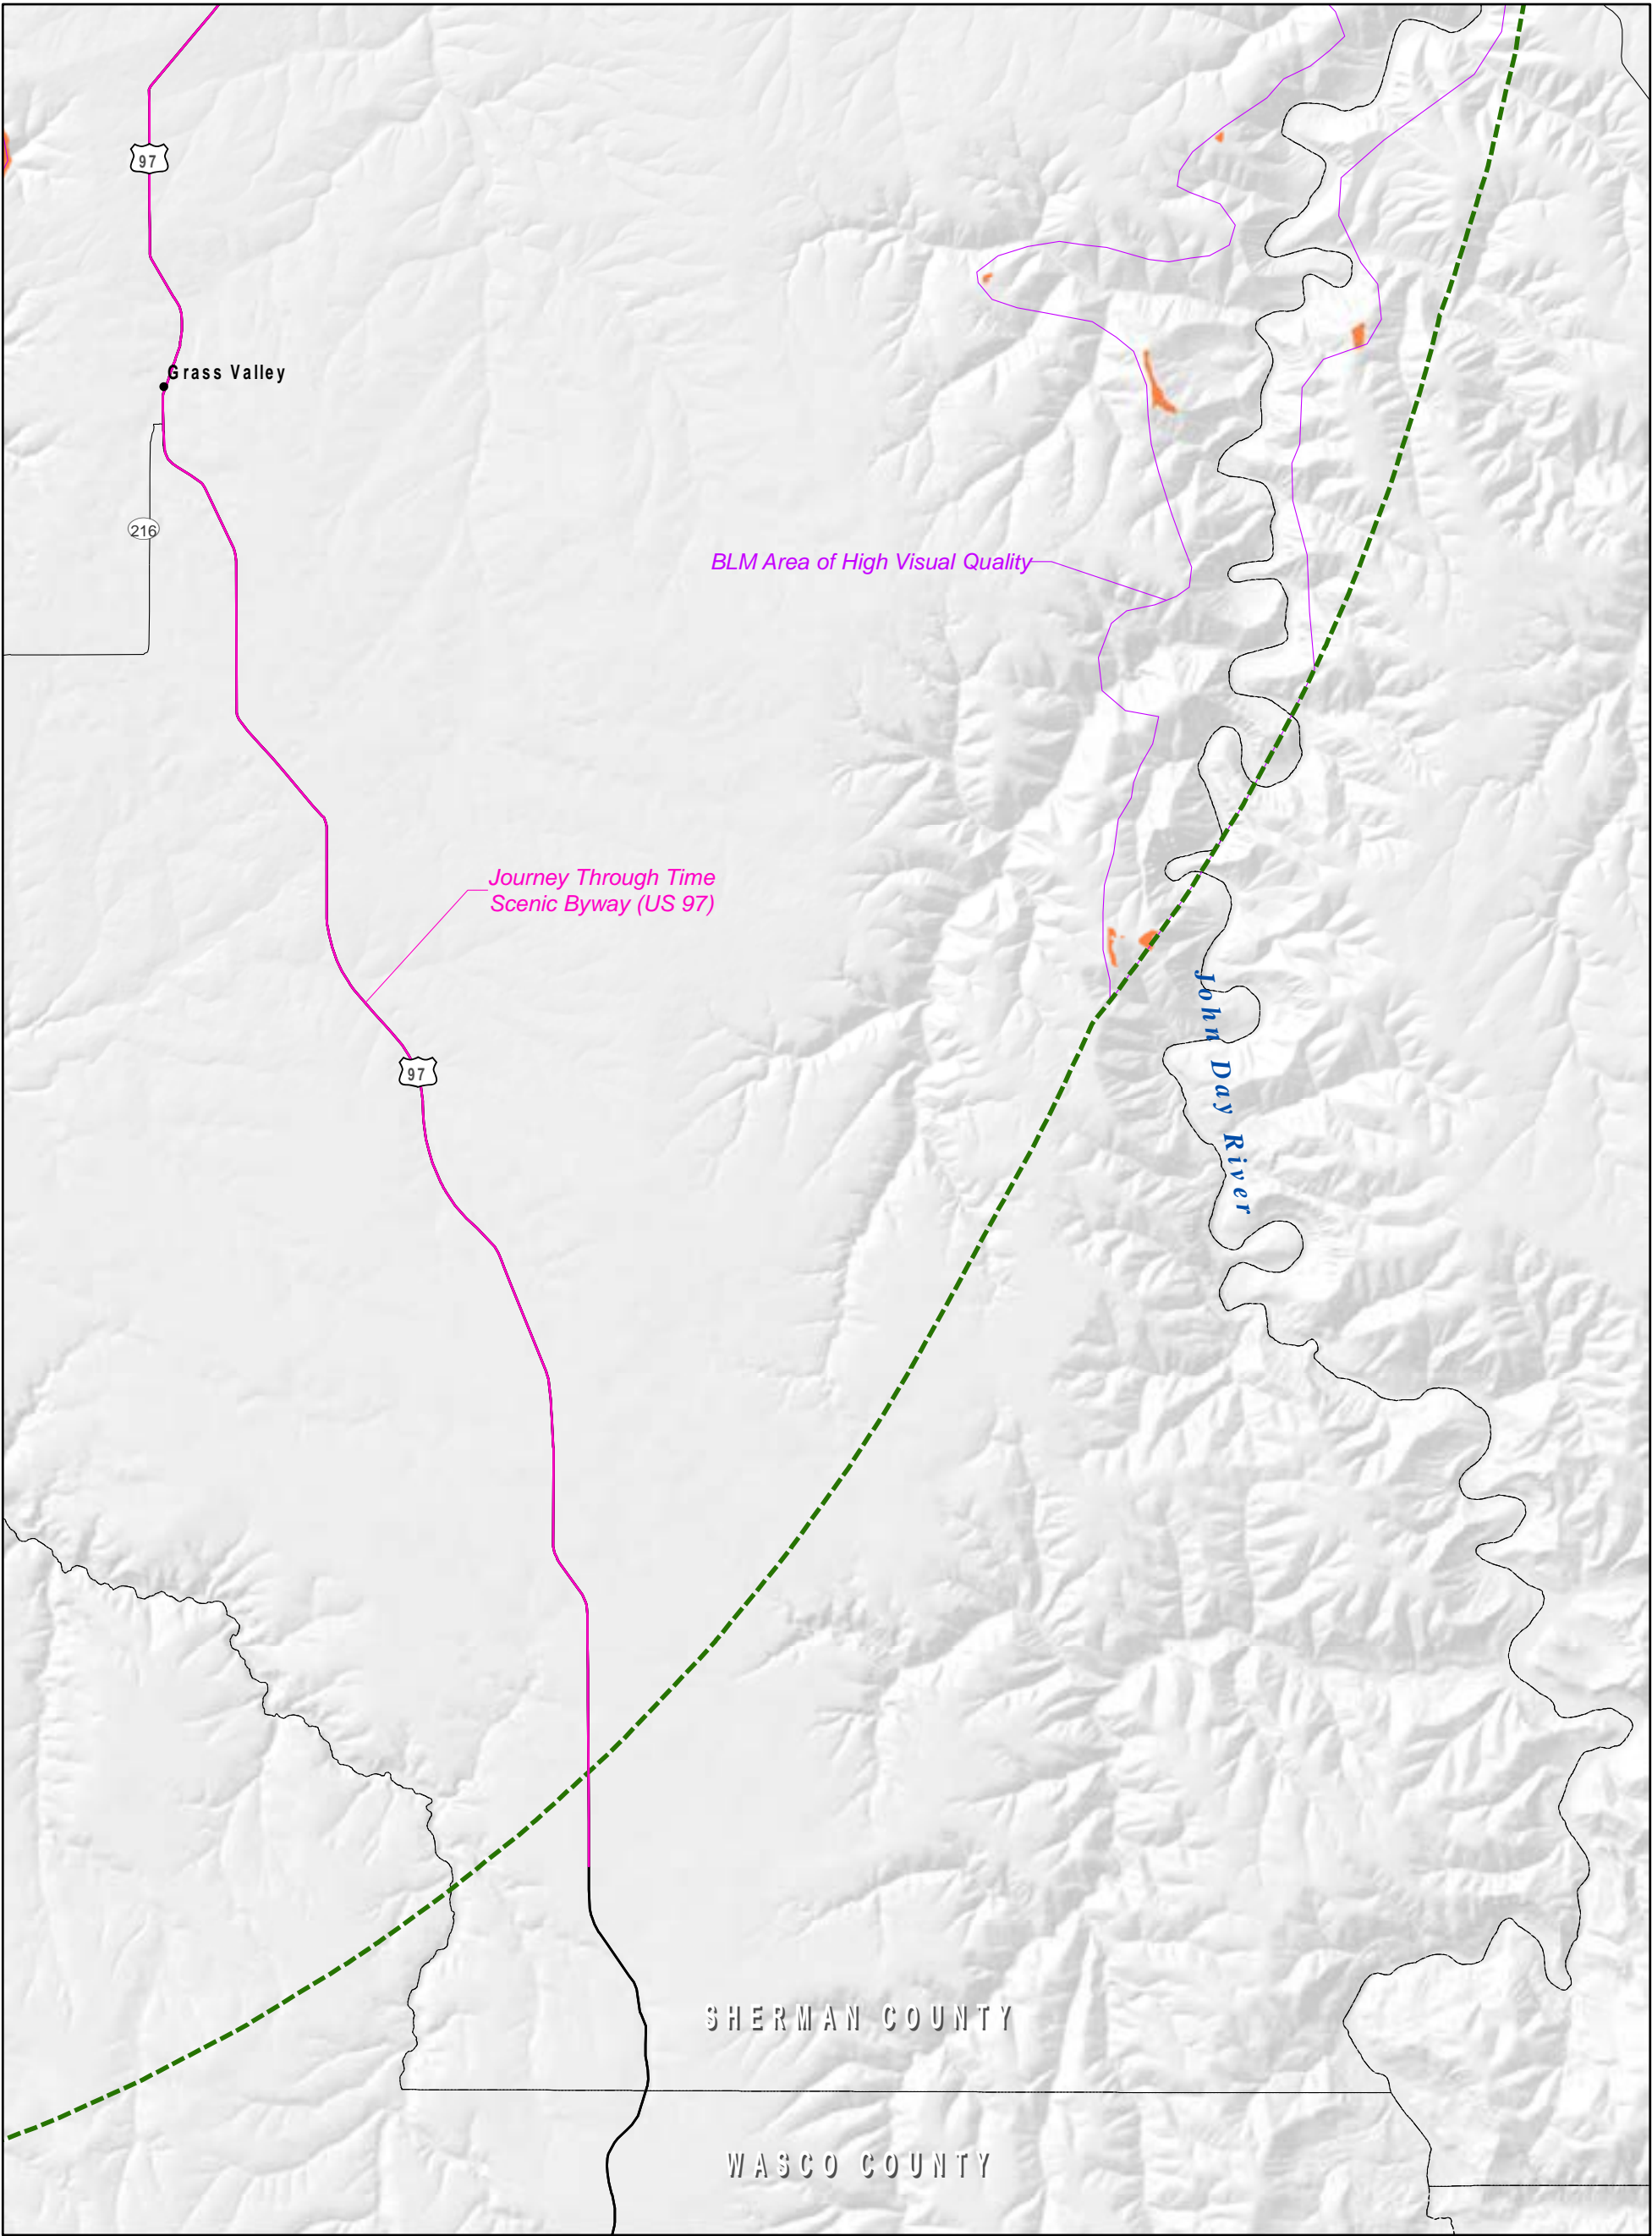 97
Grass Valley
216
BLM Area of High Visual Quality
Journey Through Time
Scenic Byway (US 97)
John Day River
97
SHERMAN COUNTY
WASCO COUNTY